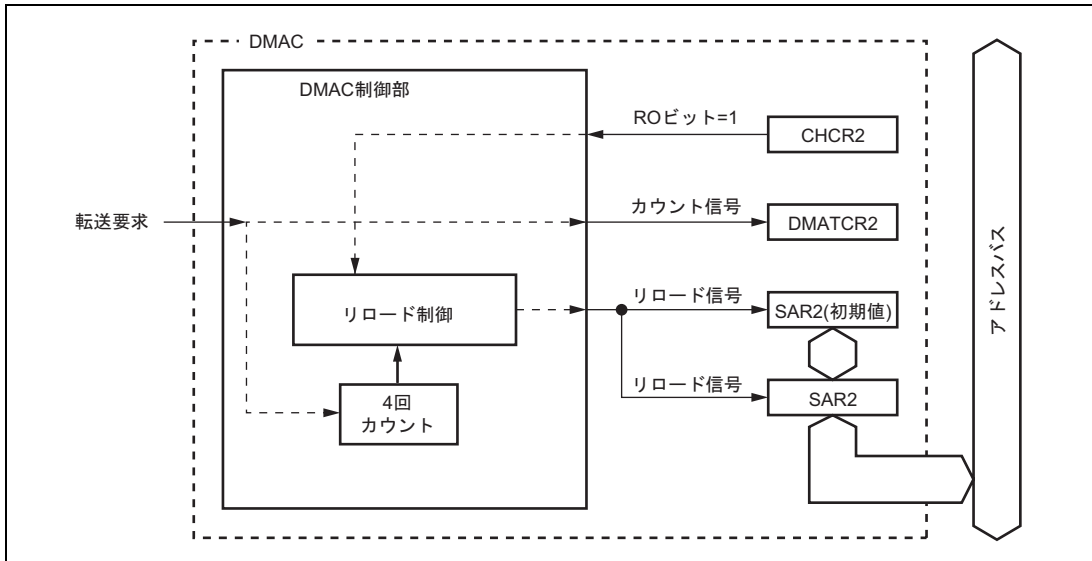 DMAC
DMAC制御部
ROビット=1
CHCR2
転送要求
カウント信号
DMATCR2
リロード制御
リロード信号
SAR2(初期値)
4回
カウント
リロード信号
SAR2
アドレスバス